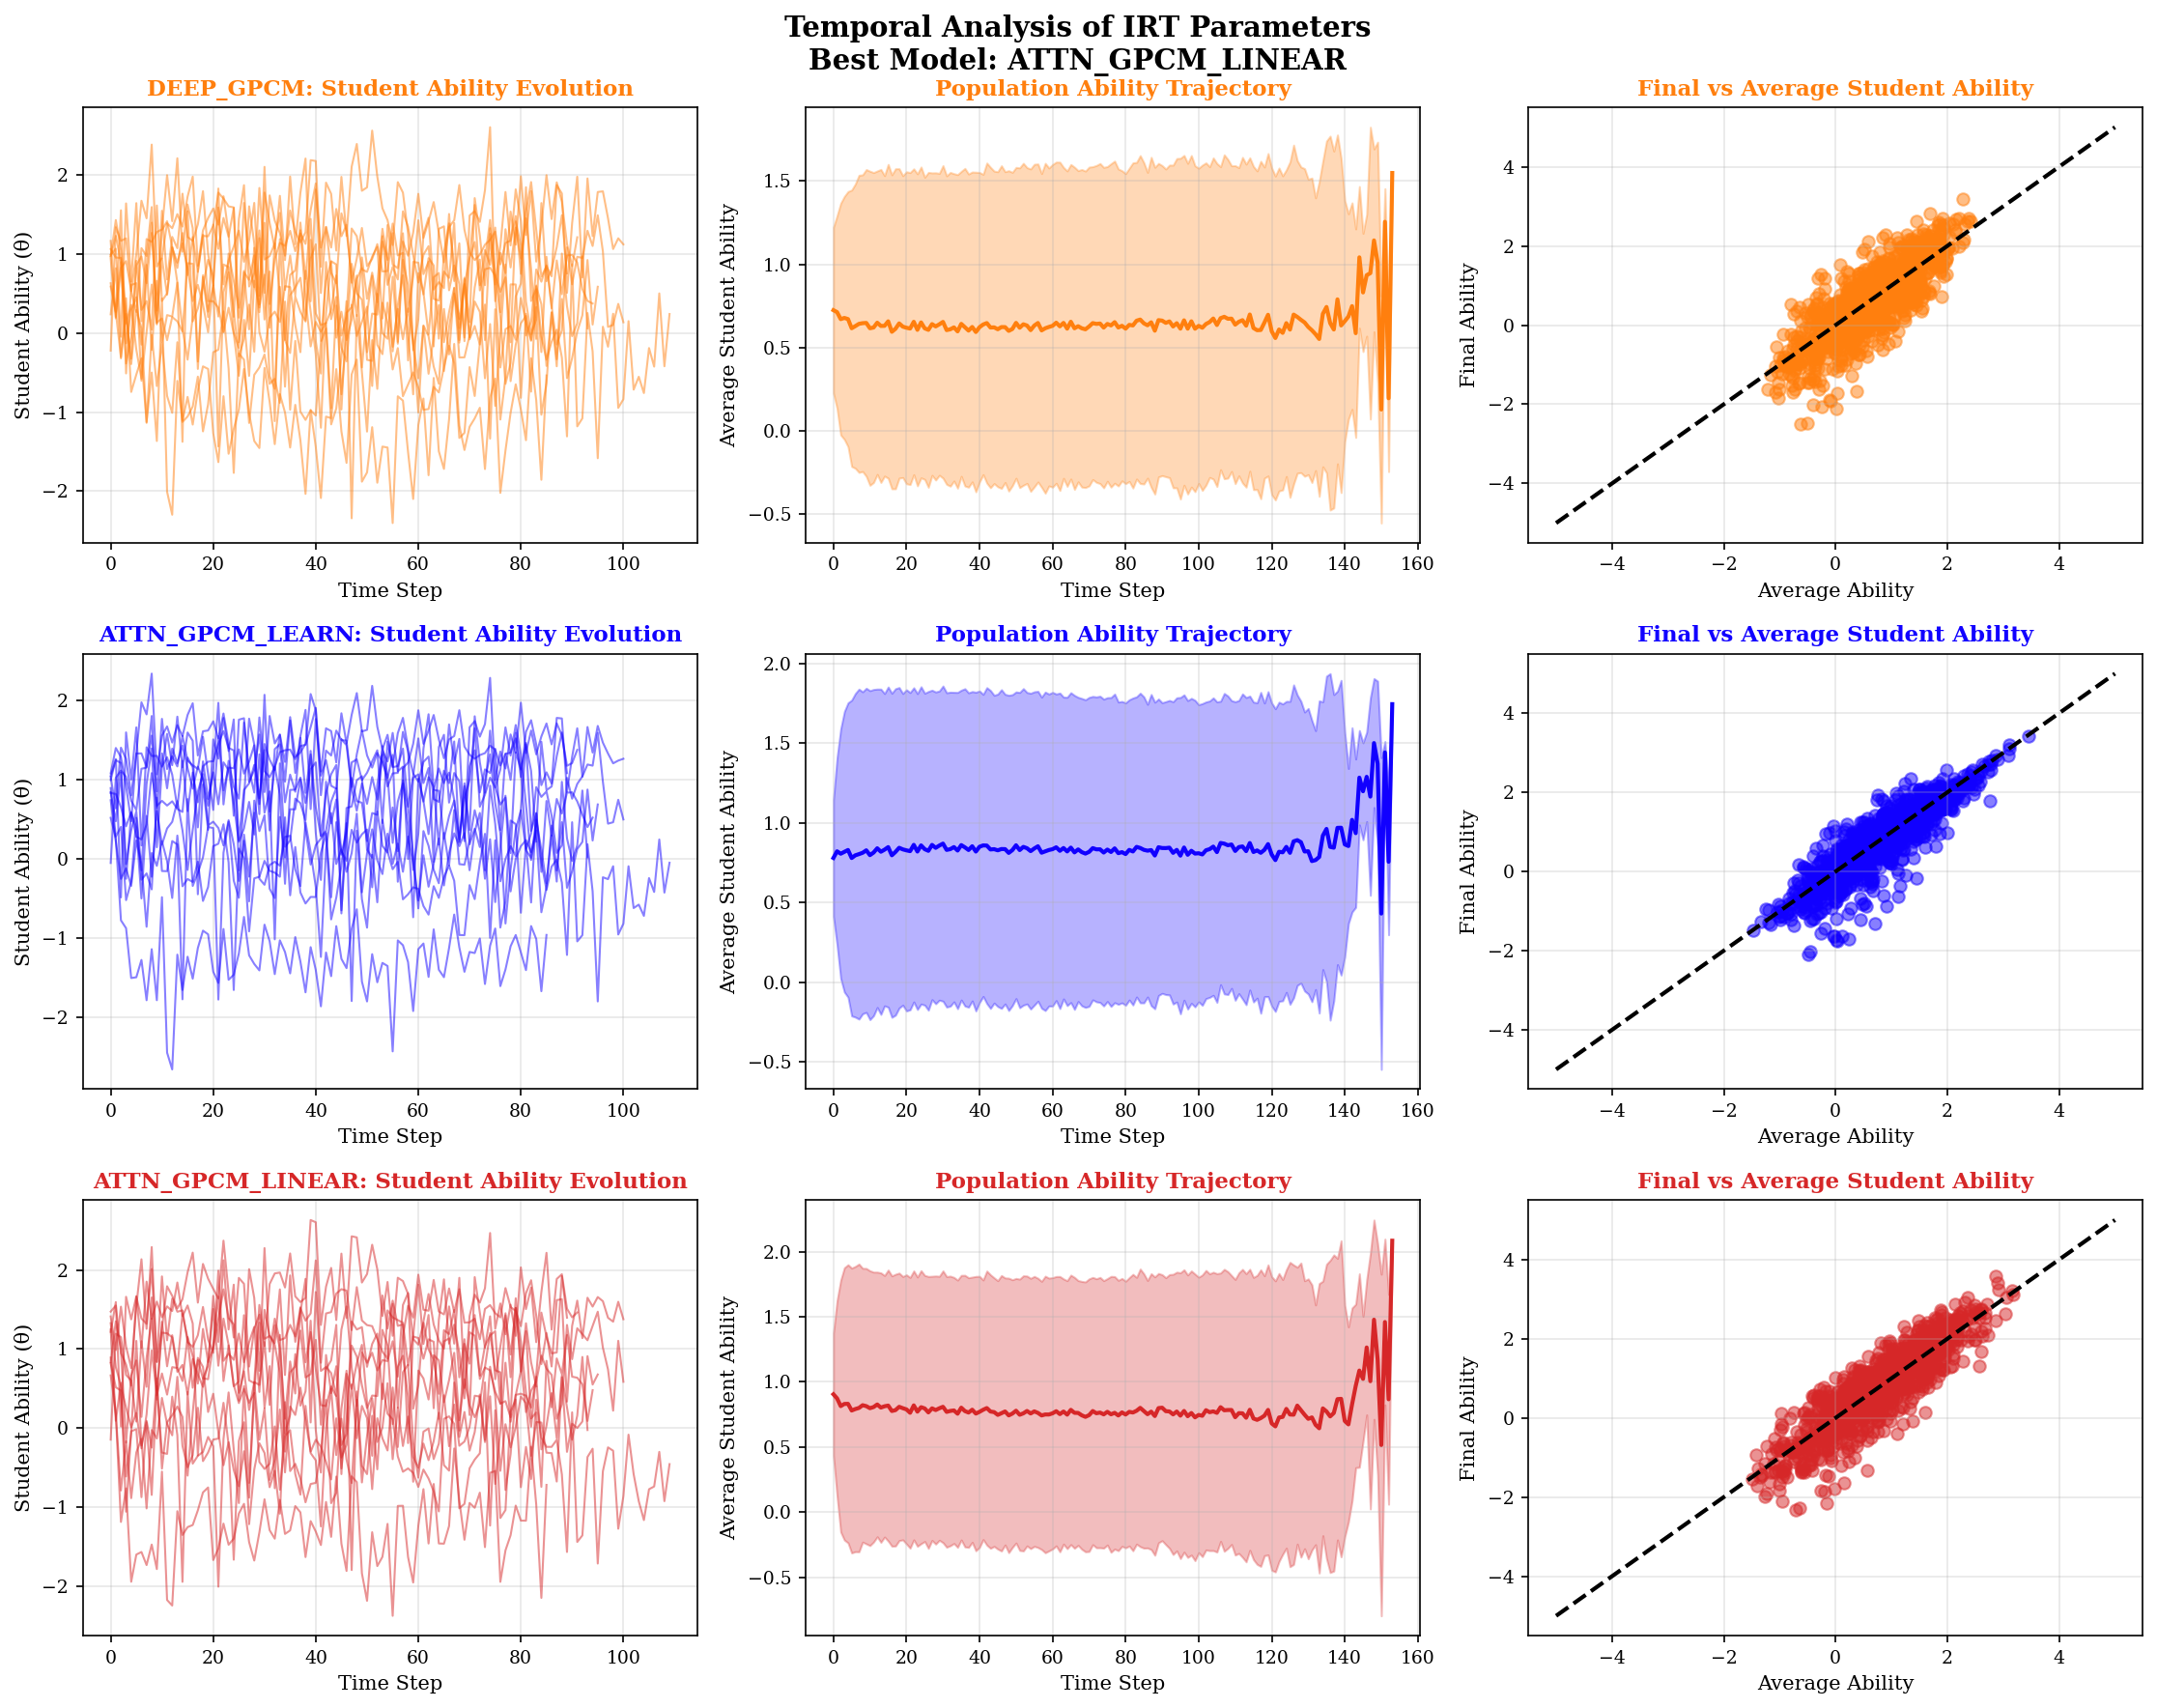 Temporal Analysis of IRT Parameters
Best Model: ATTN_GPCM_LINEAR
DEEP_GPCM: Student Ability Evolution
Student Ability (θ)
2
1
0
−1
−2
0 20 40 60 80 100
Time Step
Population Ability Trajectory
Average Student Ability
1.5
1.0
0.5
0.0
−0.5
0 20 40 60 80 100 120 140 160
Time Step
Final vs Average Student Ability
Final Ability
4
2
0
−2
−4
−4 −2 0 2 4
Average Ability
ATTN_GPCM_LEARN: Student Ability Evolution
Student Ability (θ)
2
1
0
−1
−2
0 20 40 60 80 100
Time Step
Population Ability Trajectory
Average Student Ability
2.0
1.5
1.0
0.5
0.0
−0.5
0 20 40 60 80 100 120 140 160
Time Step
Final vs Average Student Ability
Final Ability
4
2
0
−2
−4
−4 −2 0 2 4
Average Ability
ATTN_GPCM_LINEAR: Student Ability Evolution
Student Ability (θ)
2
1
0
−1
−2
0 20 40 60 80 100
Time Step
Population Ability Trajectory
Average Student Ability
2.0
1.5
1.0
0.5
0.0
−0.5
0 20 40 60 80 100 120 140 160
Time Step
Final vs Average Student Ability
Final Ability
4
2
0
−2
−4
−4 −2 0 2 4
Average Ability